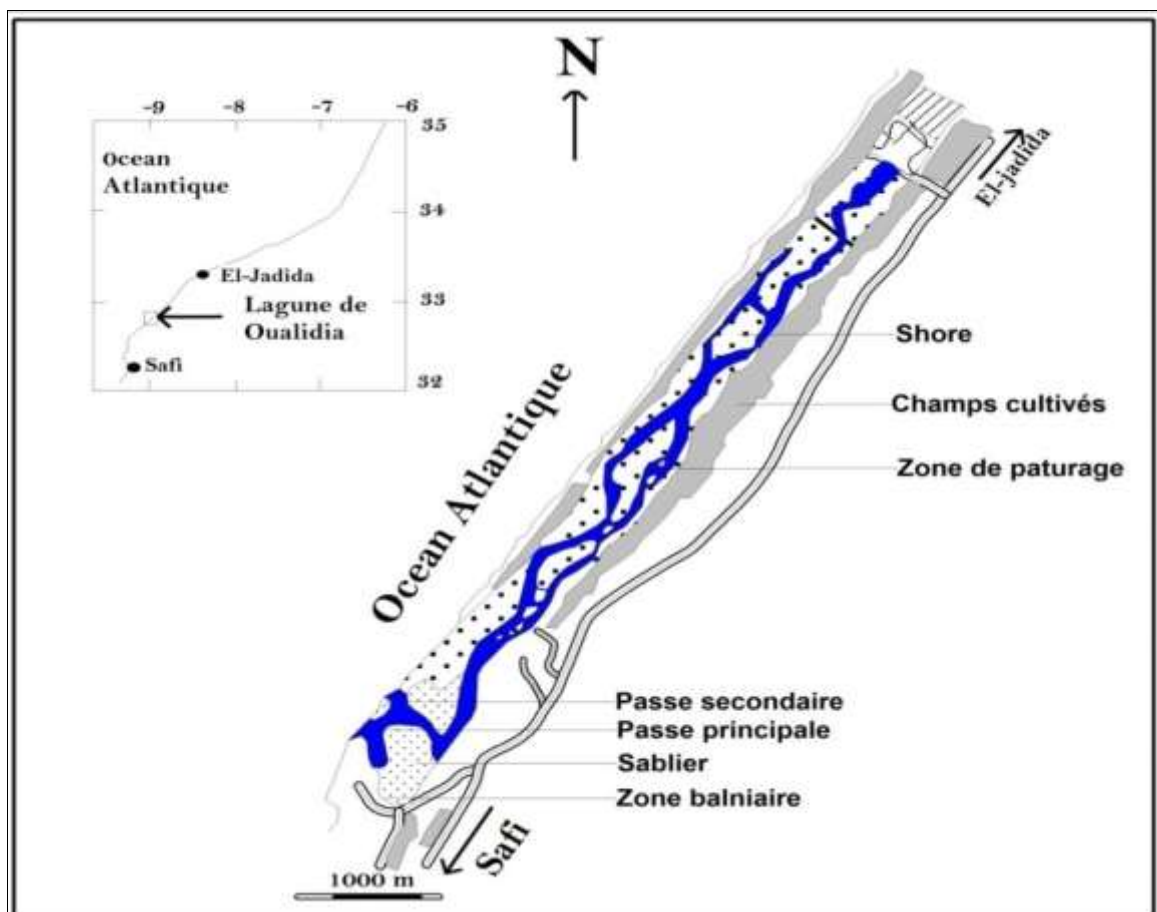 N
-9 -8 -7 -6
35
34
33
32
Ocean
Atlantique
El-Jadida
Lagune de
Oualidia
Safi
El-jadida
Ocean Atlantique
Shore
Champs cultivés
Zone de paturage
Passe secondaire
Passe principale
Sablier
Zone balniaire
Safi
1000 m